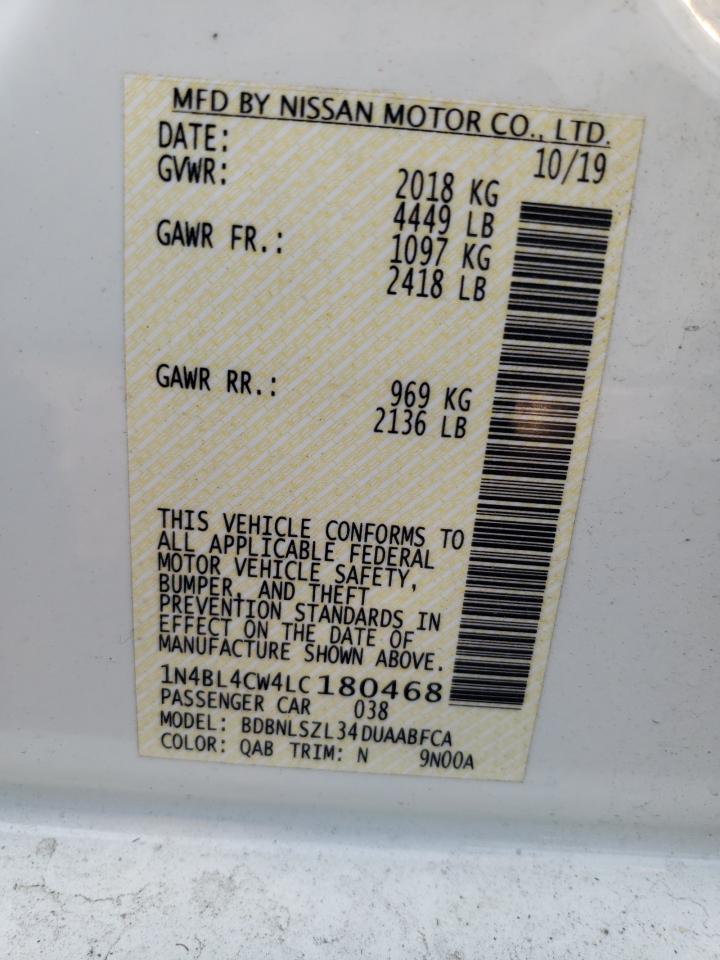 MFD BY NISSAN MOTOR CO., LTD.
DATE: 10/19
GVWR: 2018 KG
4449 LB
GAWR FR.: 1097 KG
2418 LB
GAWR RR.: 969 KG
2136 LB
THIS VEHICLE CONFORMS TO
ALL APPLICABLE FEDERAL
MOTOR VEHICLE SAFETY,
BUMPER, AND THEFT
PREVENTION STANDARDS IN
EFFECT ON THE DATE OF
MANUFACTURE SHOWN ABOVE.
1N4BL4CW4LC180468
PASSENGER CAR 038
MODEL: BDBNLSZL34DUAABFCA
COLOR: QAB TRIM: N 9N00A